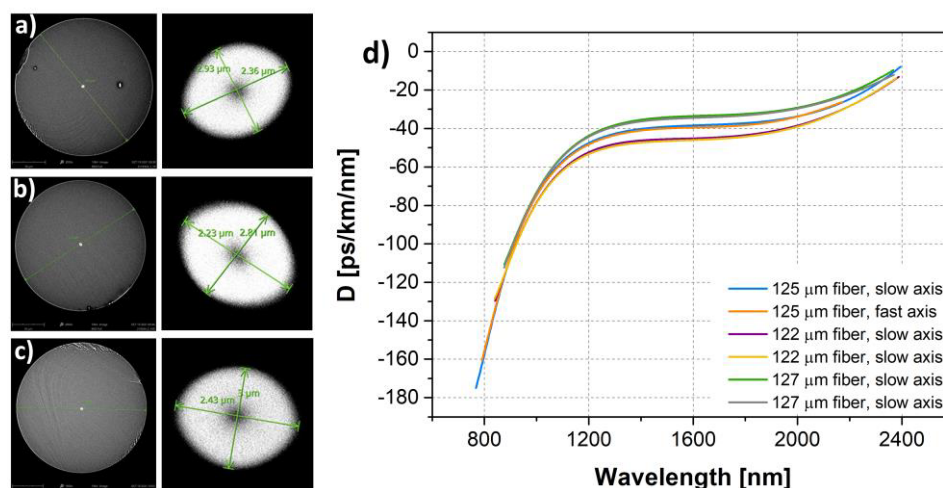 a)
2.93 µm
2.36 µm
b)
2.23 µm
2.81 µm
c)
2.43 µm
3 µm
d)
0
-20
-40
-60
-80
-100
-120
-140
-160
-180
D [ps/km/nm]
125 µm fiber, slow axis
125 µm fiber, fast axis
122 µm fiber, slow axis
122 µm fiber, slow axis
127 µm fiber, slow axis
127 µm fiber, slow axis
800 1200 1600 2000 2400
Wavelength [nm]